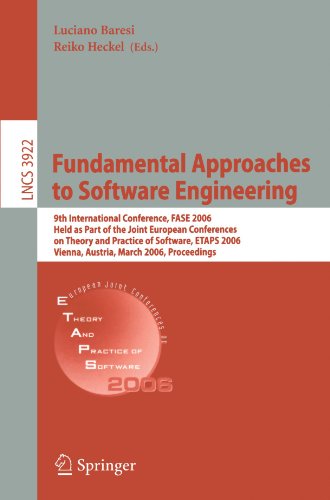 Luciano Baresi
Reiko Heckel (Eds.)
LNCS 3922
Fundamental Approaches
to Software Engineering
9th International Conference, FASE 2006
Held as Part of the Joint European Conferences
on Theory and Practice of Software, ETAPS 2006
Vienna, Austria, March 2006, Proceedings
European Joint Conferences on
THEORY
AND
PRACTICE OF
SOFTWARE
E T A P S
2006
Springer